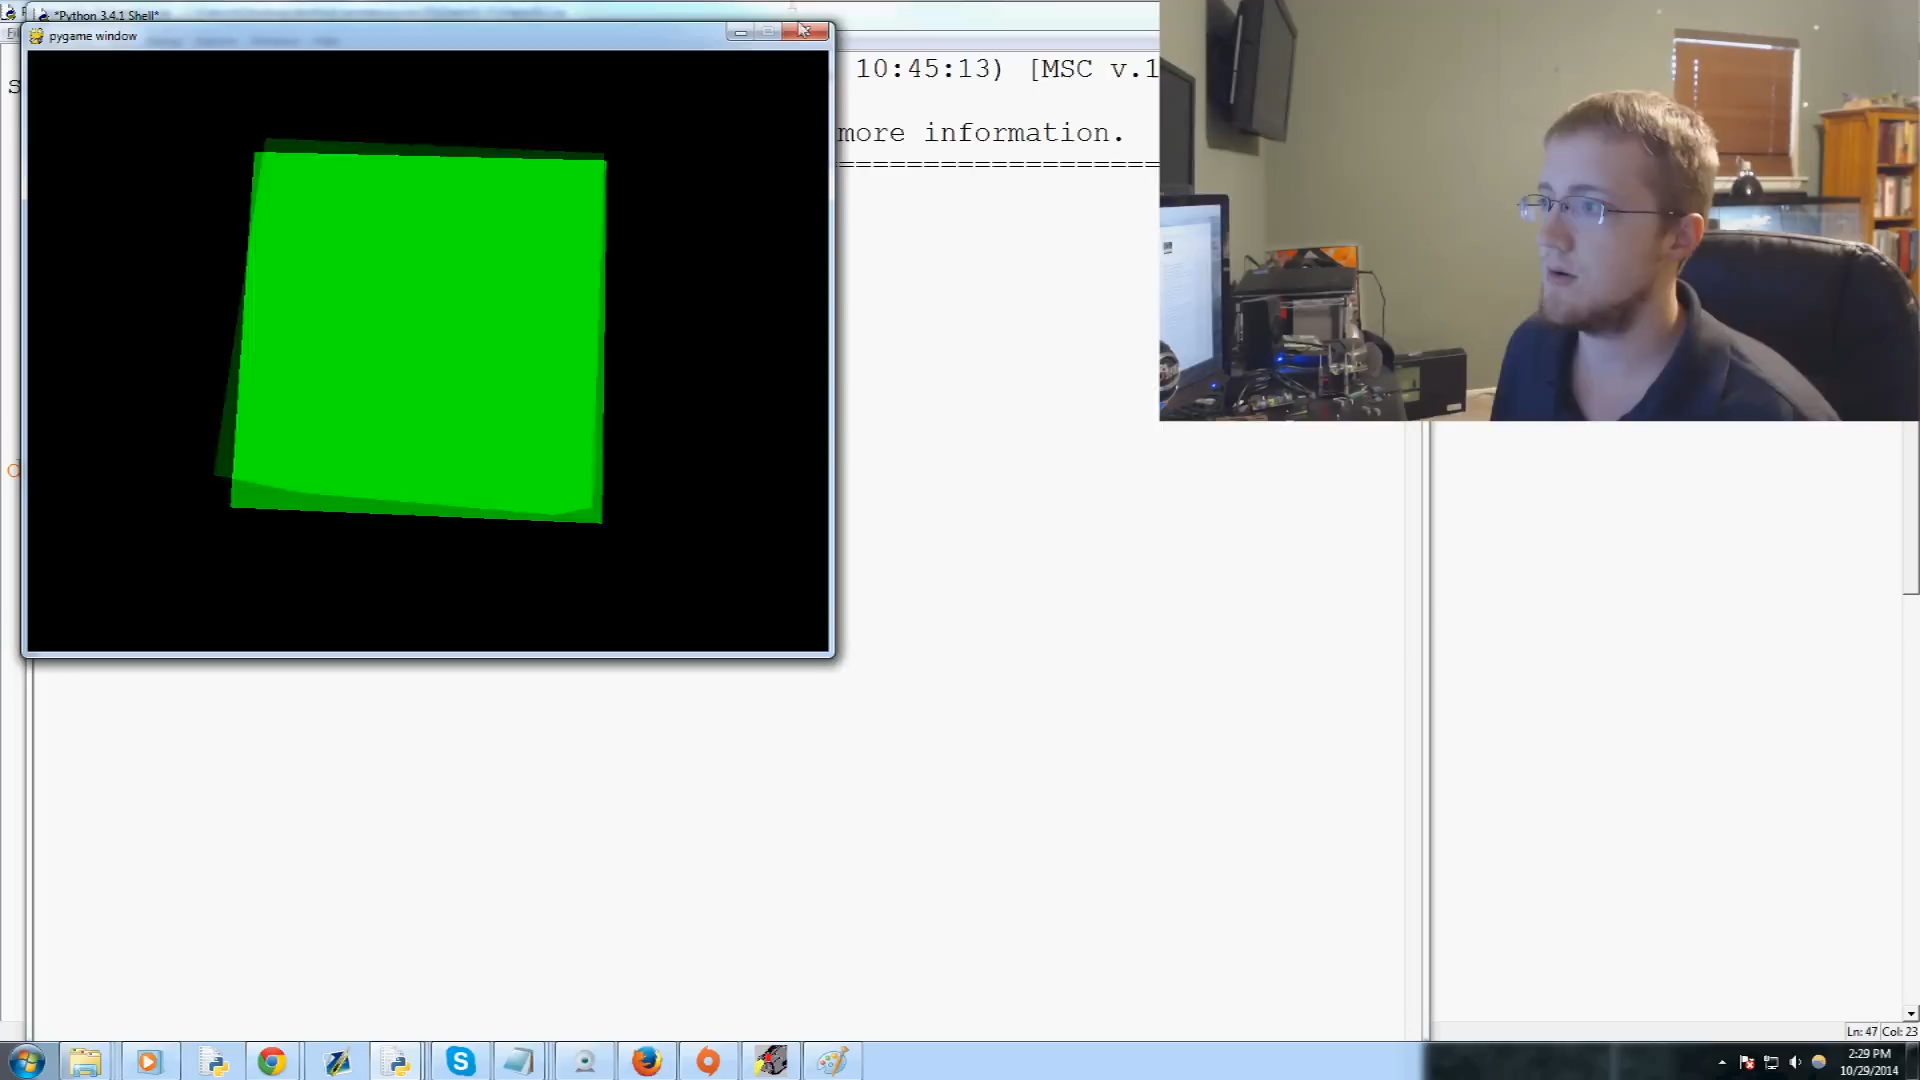 *Python 3.4.1 Shell*
pygame window
10:45:13) [MSC v.1
more information.
====================
Ln: 47 Col: 23
2:29 PM
10/29/2014